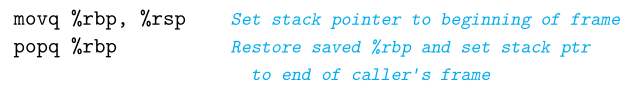 movq %rbp, %rsp Set stack pointer to beginning of frame
popq %rbp Restore saved %rbp and set stack ptr
to end of caller's frame